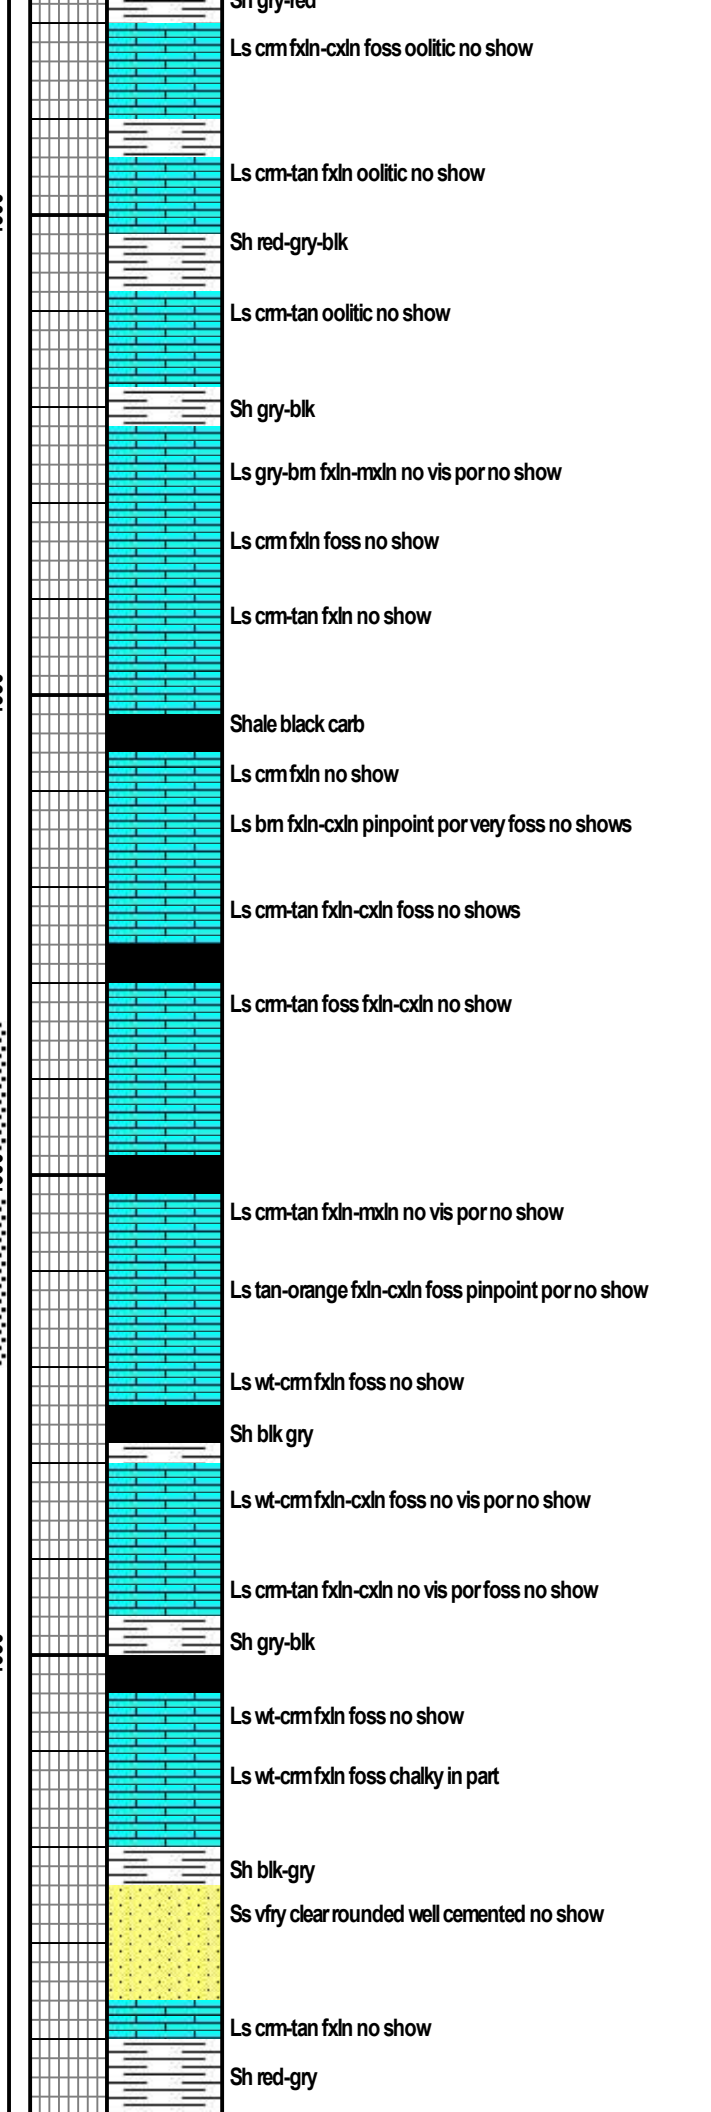 Sh gry-red
Ls crm fxln-cxln foss oolitic no show
Ls crm-tan fxln oolitic no show
Sh red-gry-blk
Ls crm-tan oolitic no show
Sh gry-blk
Ls gry-brn fxln-mxln no vis por no show
Ls crm fxln foss no show
Ls crm-tan fxln no show
Shale black carb
Ls crm fxln no show
Ls brn fxln-cxln pinpoint por very foss no shows
Ls crm-tan fxln-cxln foss no shows
Ls crm-tan foss fxln-cxln no show
Ls crm-tan fxln-mxln no vis por no show
Ls tan-orange fxln-cxln foss pinpoint por no show
Ls wt-crm fxln foss no show
Sh blk gry
Ls wt-crm fxln-cxln foss no vis por no show
Ls crm-tan fxln-cxln no vis por foss no show
Sh gry-blk
Ls wt-crm fxln foss no show
Ls wt-crm fxln foss chalky in part
Sh blk-gry
Ss vfry clear rounded well cemented no show
Ls crm-tan fxln no show
Sh red-gry